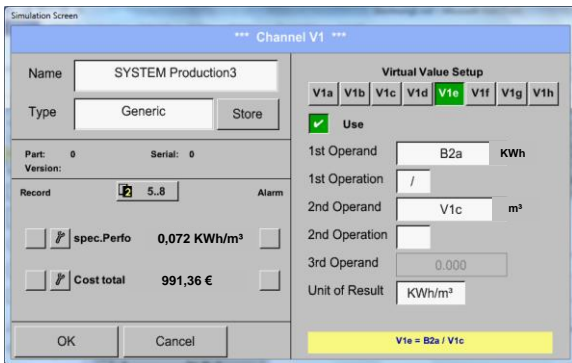 Simulation Screen
*** Channel V1 ***
Name SYSTEM Production3
Type Generic Store
Part: 0 Serial: 0
Version:
Record 2 5..8 Alarm
spec.Perfo 0,072 KWh/m³
Cost total 991,36 €
OK Cancel
Virtual Value Setup
V1a V1b V1c V1d V1e V1f V1g V1h
Use
1st Operand B2a KWh
1st Operation /
2nd Operand V1c m³
2nd Operation
3rd Operand 0.000
Unit of Result KWh/m³
V1e = B2a / V1c